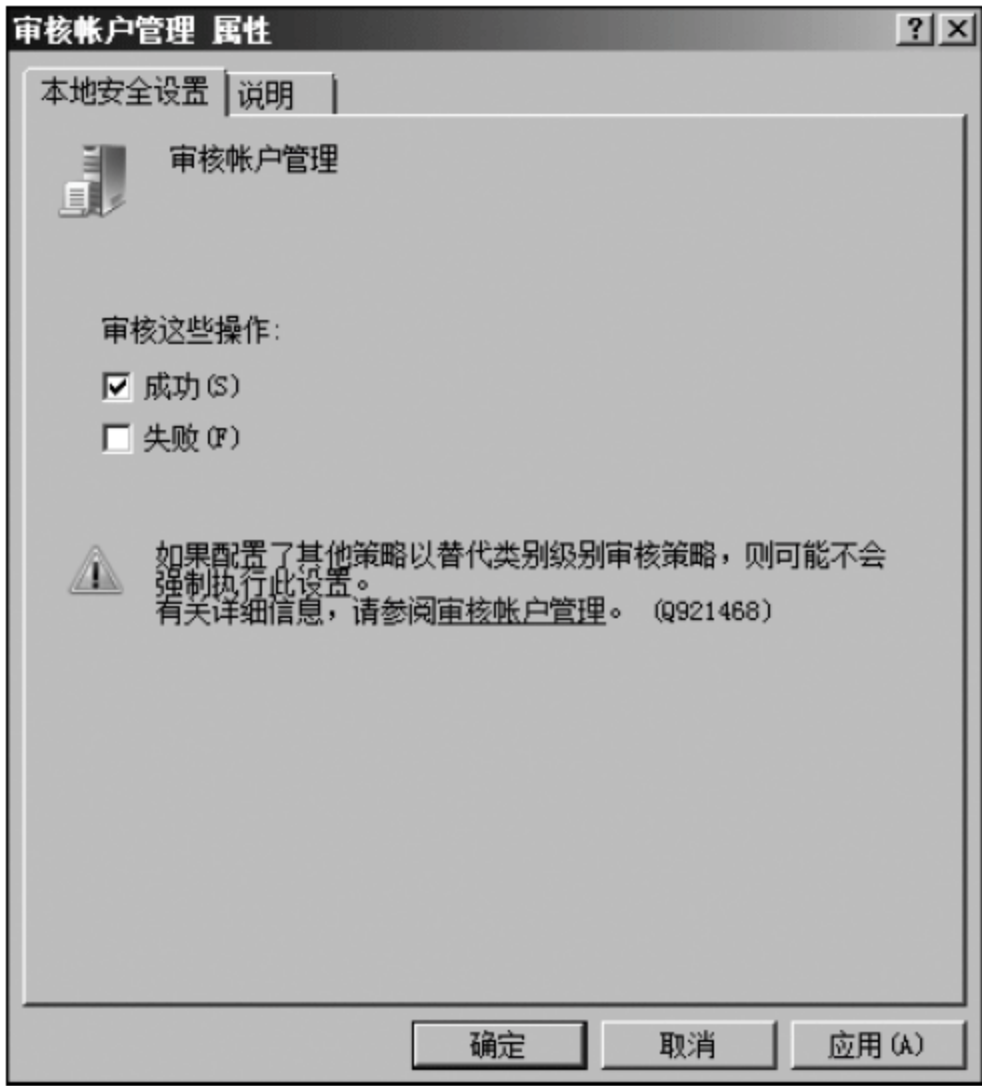 审核帐户管理 属性
本地安全设置
说明
审核帐户管理
审核这些操作:
成功(S)
失败(F)
如果配置了其他策略以替代类别级别审核策略，则可能不会
强制执行此设置。
有关详细信息，请参阅审核帐户管理。 (Q921468)
确定
取消
应用(A)